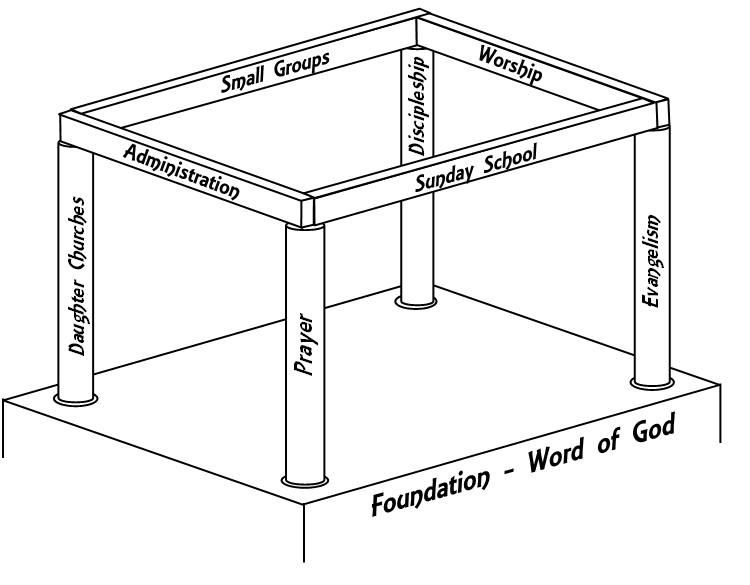 Small Groups
Worship
Discipleship
Administration
Sunday School
Daughter Churches
Prayer
Evangelism
Foundation - Word of God